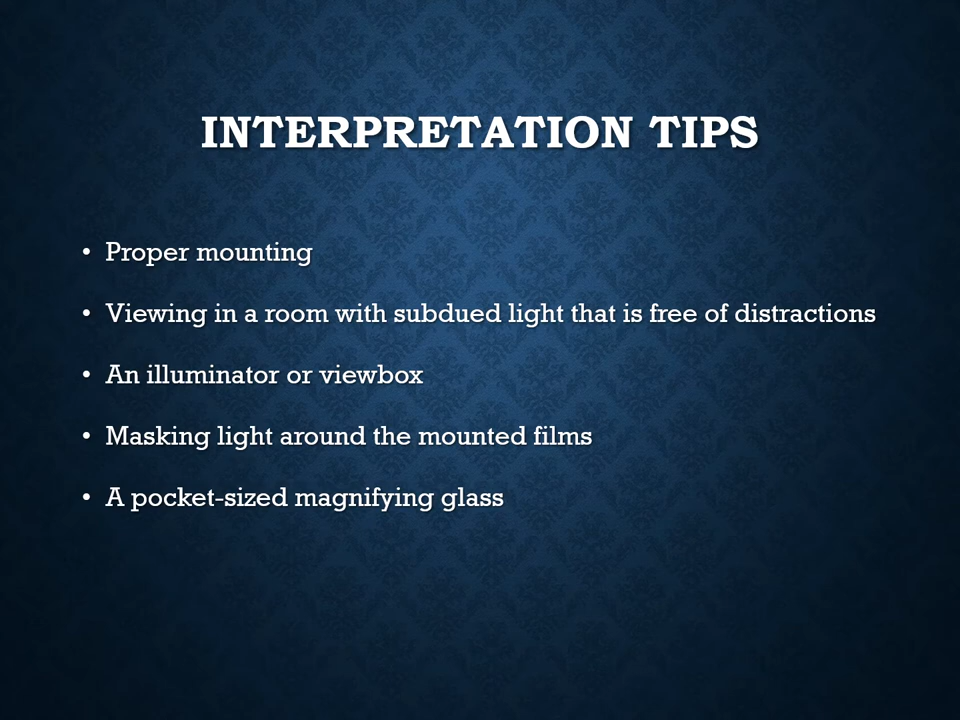 INTERPRETATION TIPS
• Proper mounting
• Viewing in a room with subdued light that is free of distractions
• An illuminator or viewbox
• Masking light around the mounted films
• A pocket-sized magnifying glass